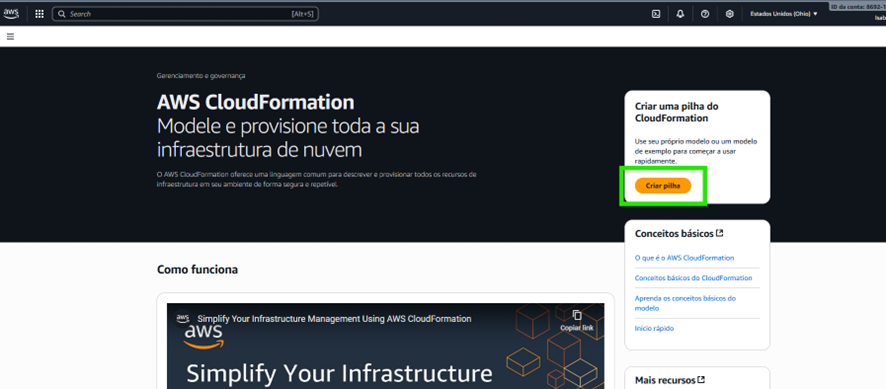 aws
Search
[Alt+S]
Estados Unidos (Ohio)
ID da conta: 8692-1
Isab
Gerenciamento e governança
AWS CloudFormation
Modele e provisione toda a sua
infraestrutura de nuvem
O AWS CloudFormation oferece uma linguagem comum para descrever e provisionar todos os recursos de
infraestrutura em seu ambiente de forma segura e repetível.
Criar uma pilha do
CloudFormation
Use seu próprio modelo ou um modelo
de exemplo para começar a usar
rapidamente.
Criar pilha
Conceitos básicos
O que é o AWS CloudFormation
Conceitos básicos do CloudFormation
Aprenda os conceitos básicos do
modelo
Início rápido
Mais recursos
Como funciona
aws
Simplify Your Infrastructure Management Using AWS CloudFormation
Copiar link
aws
Simplify Your Infrastructure